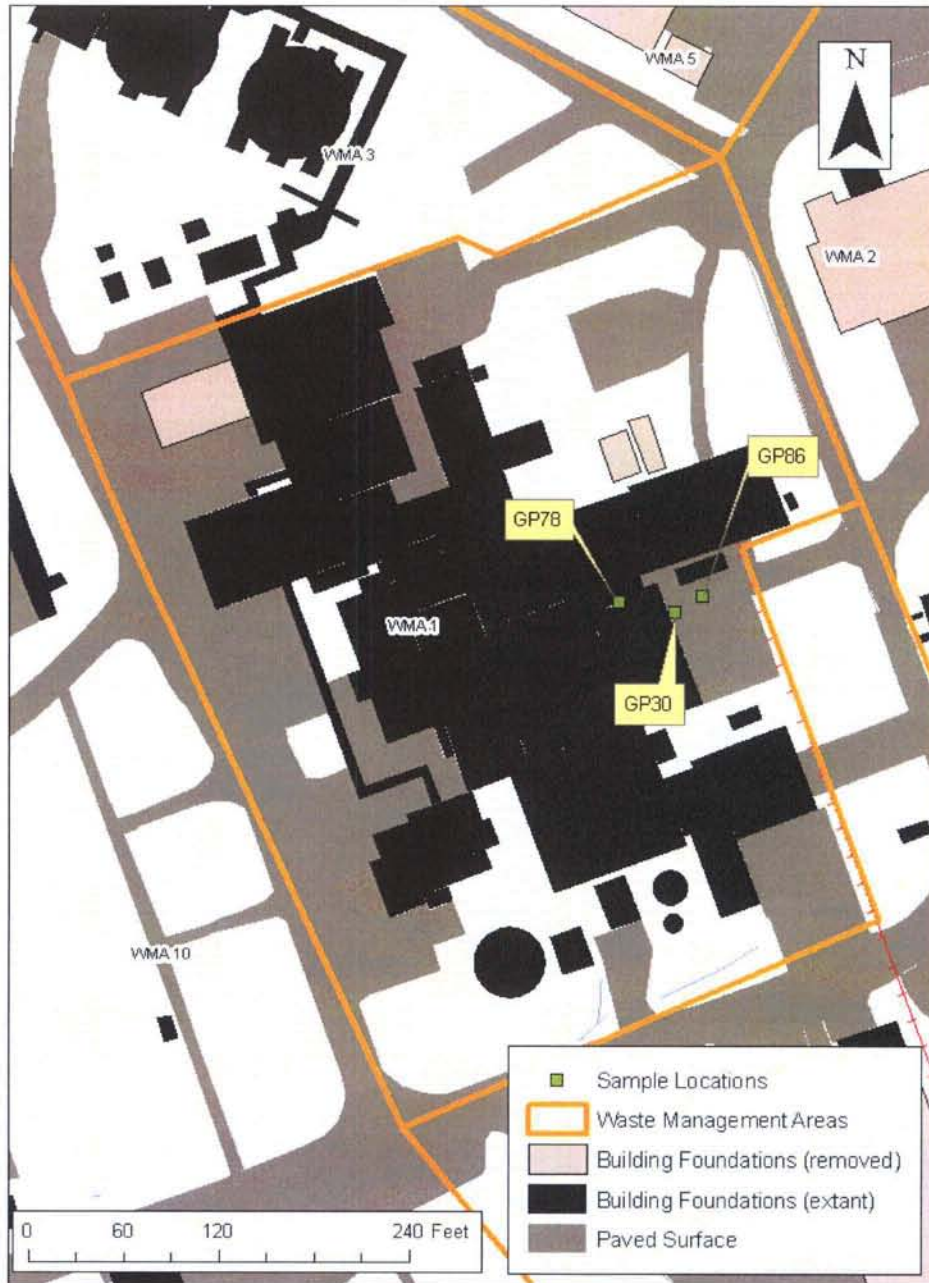 WMA 5
N
WMA 3
WMA 2
GP86
GP78
WMA 1
GP30
WMA 10
Sample Locations
Waste Management Areas
Building Foundations (removed)
Building Foundations (extant)
Paved Surface
0 60 120 240 Feet